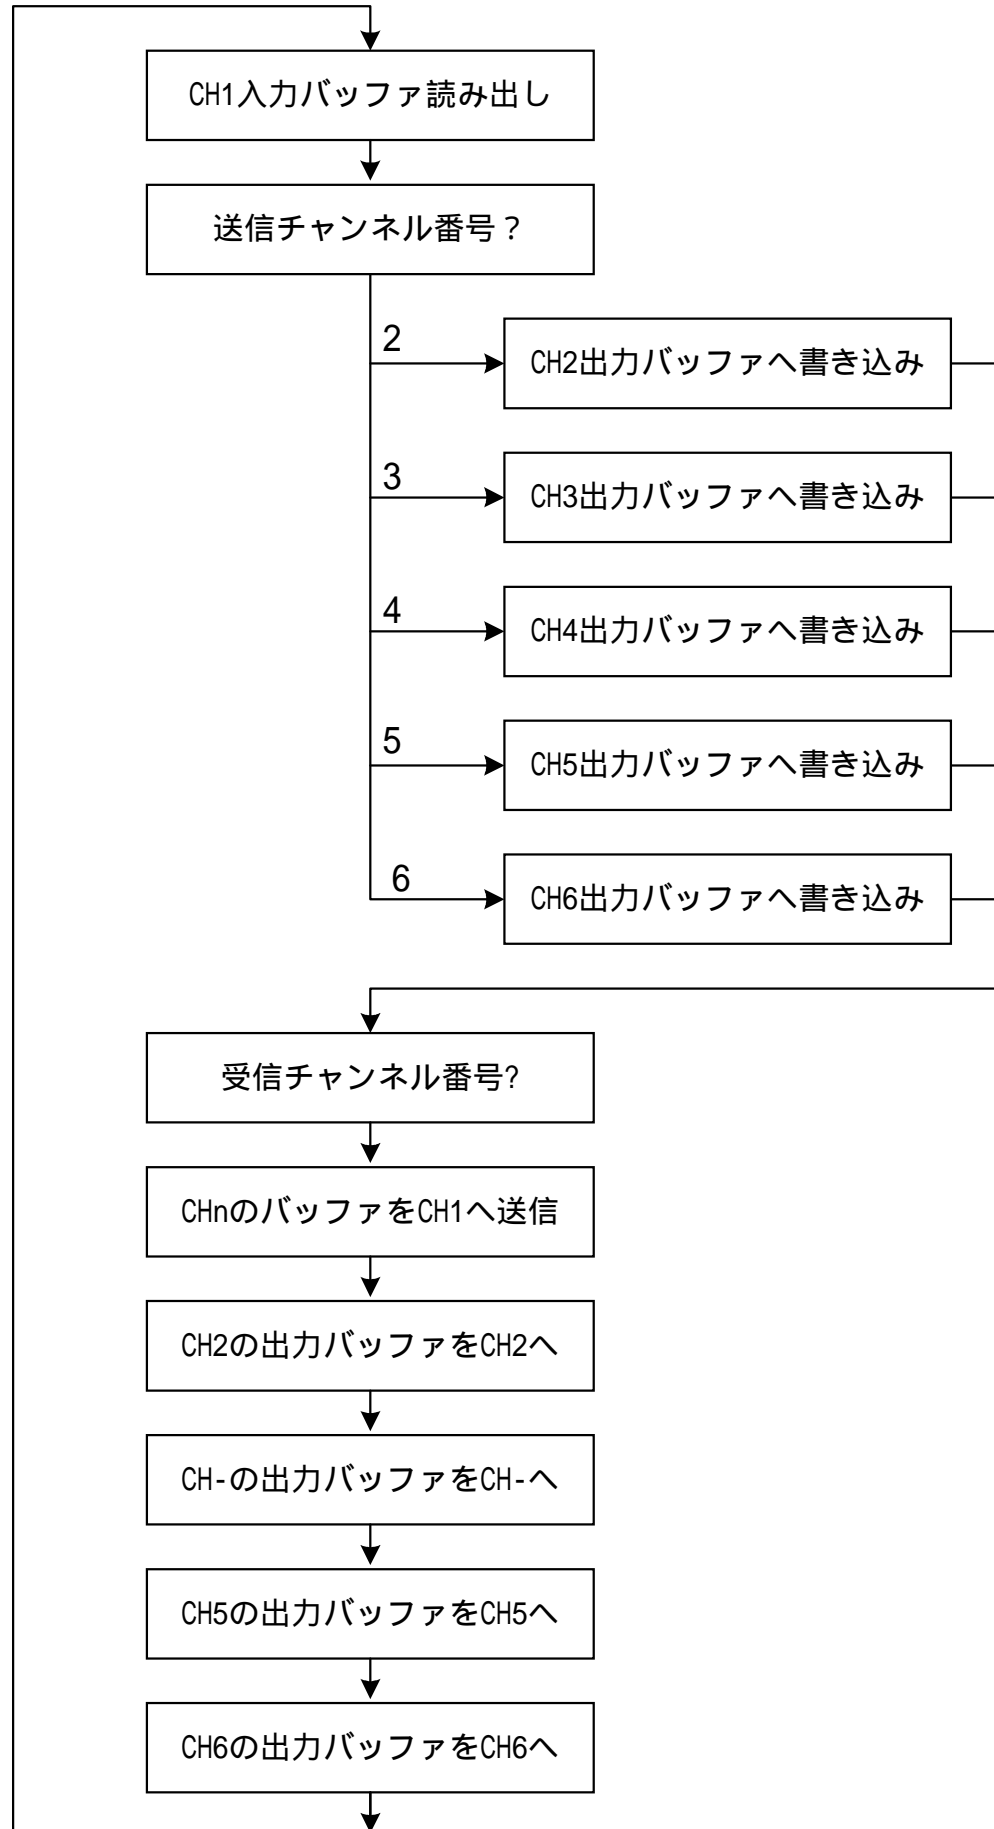 CH1入力バッファ読み出し
送信チャンネル番号？
2
CH2出力バッファへ書き込み
3
CH3出力バッファへ書き込み
4
CH4出力バッファへ書き込み
5
CH5出力バッファへ書き込み
6
CH6出力バッファへ書き込み
受信チャンネル番号?
CHnのバッファをCH1へ送信
CH2の出力バッファをCH2へ
CH-の出力バッファをCH-へ
CH5の出力バッファをCH5へ
CH6の出力バッファをCH6へ